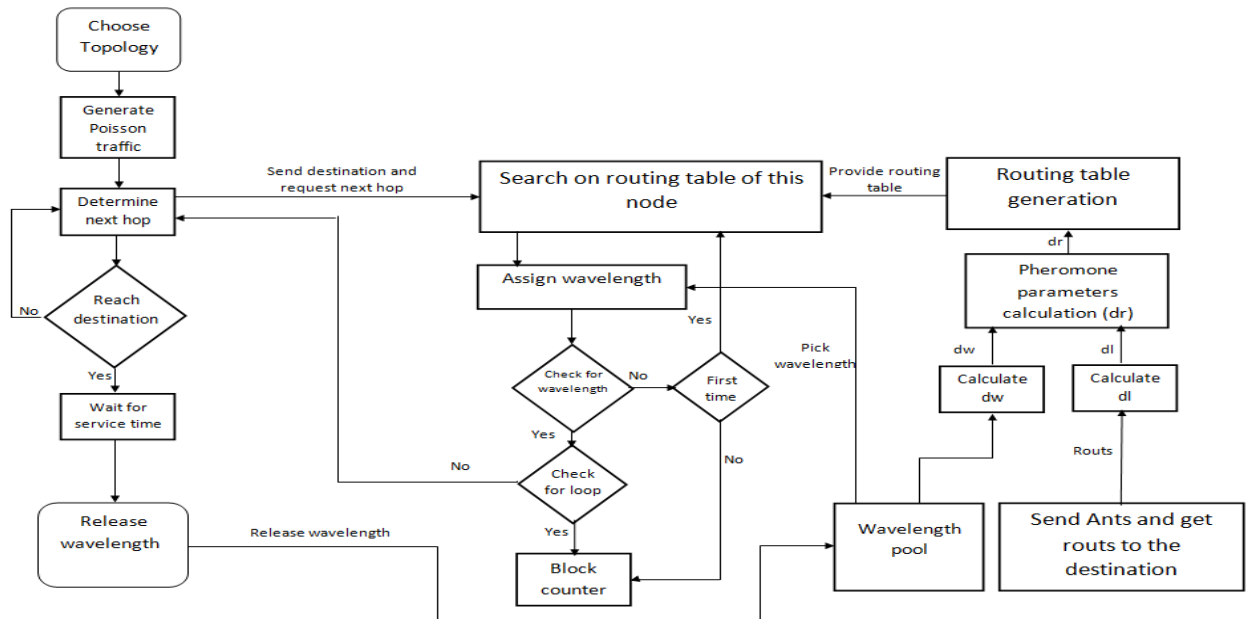 Choose
Topology
Generate
Poisson
traffic
Determine
next hop
No
Reach
destination
Yes
Wait for
service time
Release
wavelength
Release wavelength
Send destination and
request next hop
Search on routing table of this
node
Assign wavelength
Check for
wavelength
No
First
time
Yes
No
Yes
Check
for loop
No
Yes
Block
counter
Pick
wavelength
Provide routing
table
Routing table
generation
dr
Pheromone
parameters
calculation (dr)
dw
dl
Calculate
dw
Calculate
dl
Routs
Wavelength
pool
Send Ants and get
routs to the
destination